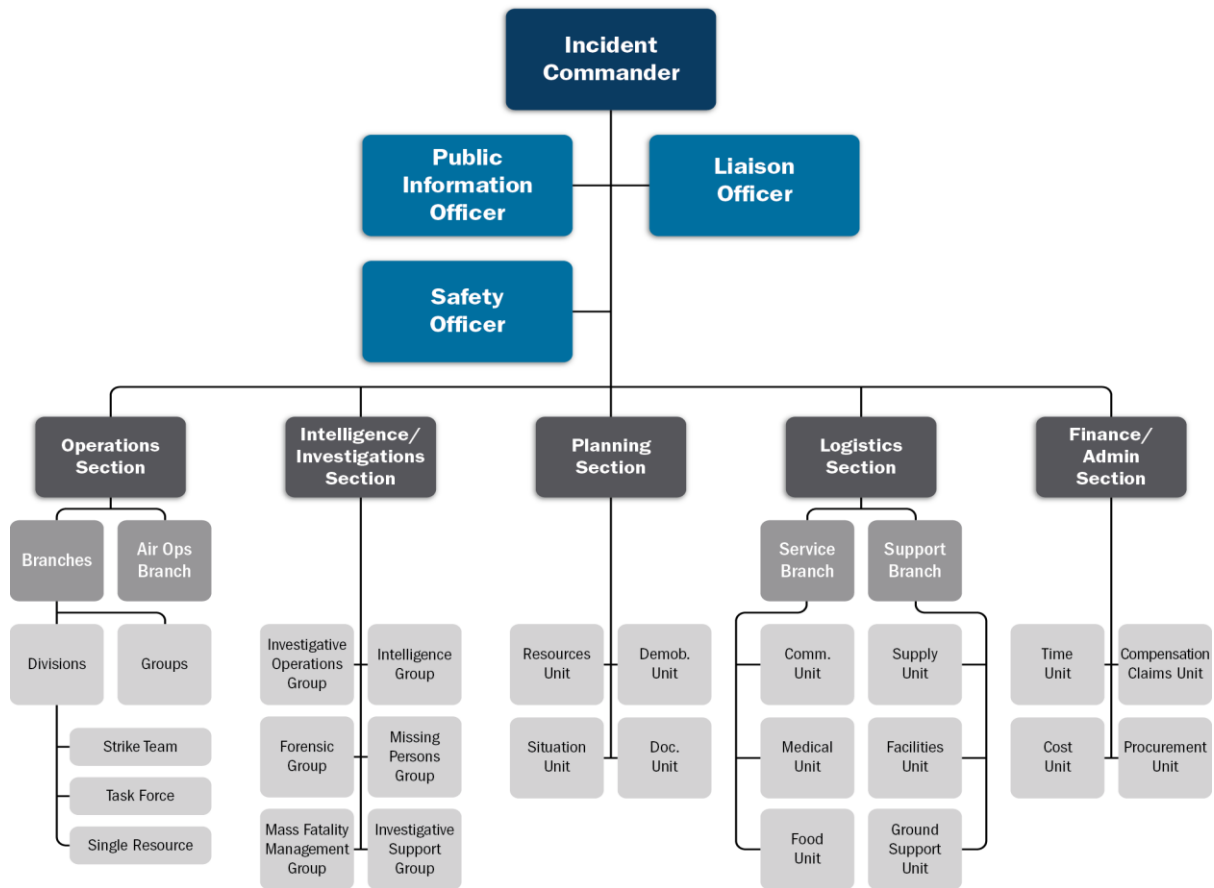 Incident
Commander
Public
Information
Officer
Liaison
Officer
Safety
Officer
Operations
Section
Intelligence/
Investigations
Section
Planning
Section
Logistics
Section
Finance/
Admin
Section
Branches
Air Ops
Branch
Service
Branch
Support
Branch
Divisions
Groups
Investigative
Operations
Group
Intelligence
Group
Resources
Unit
Demob.
Unit
Comm.
Unit
Supply
Unit
Time
Unit
Compensation
Claims Unit
Strike Team
Task Force
Single Resource
Forensic
Group
Missing
Persons
Group
Situation
Unit
Doc.
Unit
Medical
Unit
Facilities
Unit
Cost
Unit
Procurement
Unit
Mass Fatality
Management
Group
Investigative
Support
Group
Food
Unit
Ground
Support
Unit